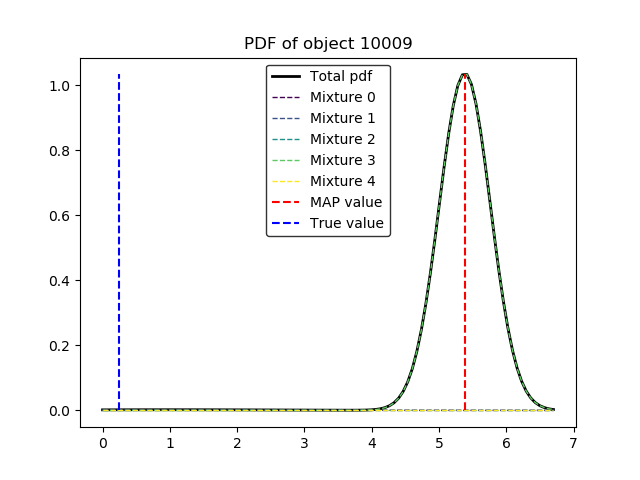 PDF of object 10009
1.0
0.8
0.6
0.4
0.2
0.0
Total pdf
Mixture 0
Mixture 1
Mixture 2
Mixture 3
Mixture 4
MAP value
True value
0 1 2 3 4 5 6 7